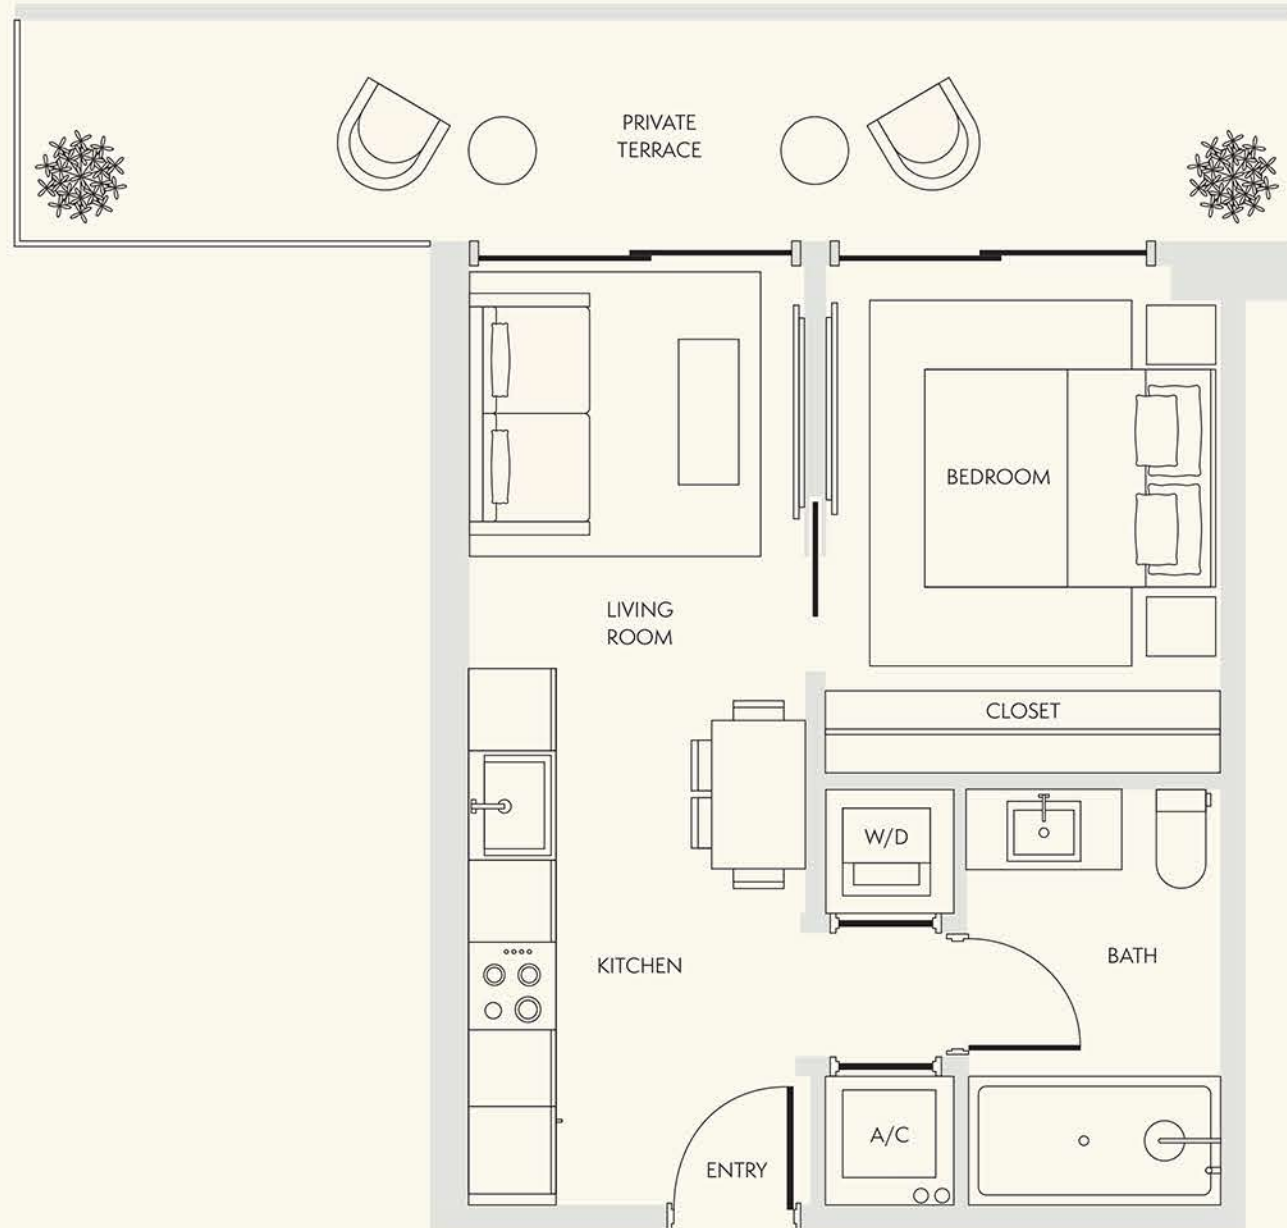 PRIVATE
TERRACE
BEDROOM
LIVING
ROOM
CLOSET
W/D
KITCHEN
BATH
A/C
ENTRY